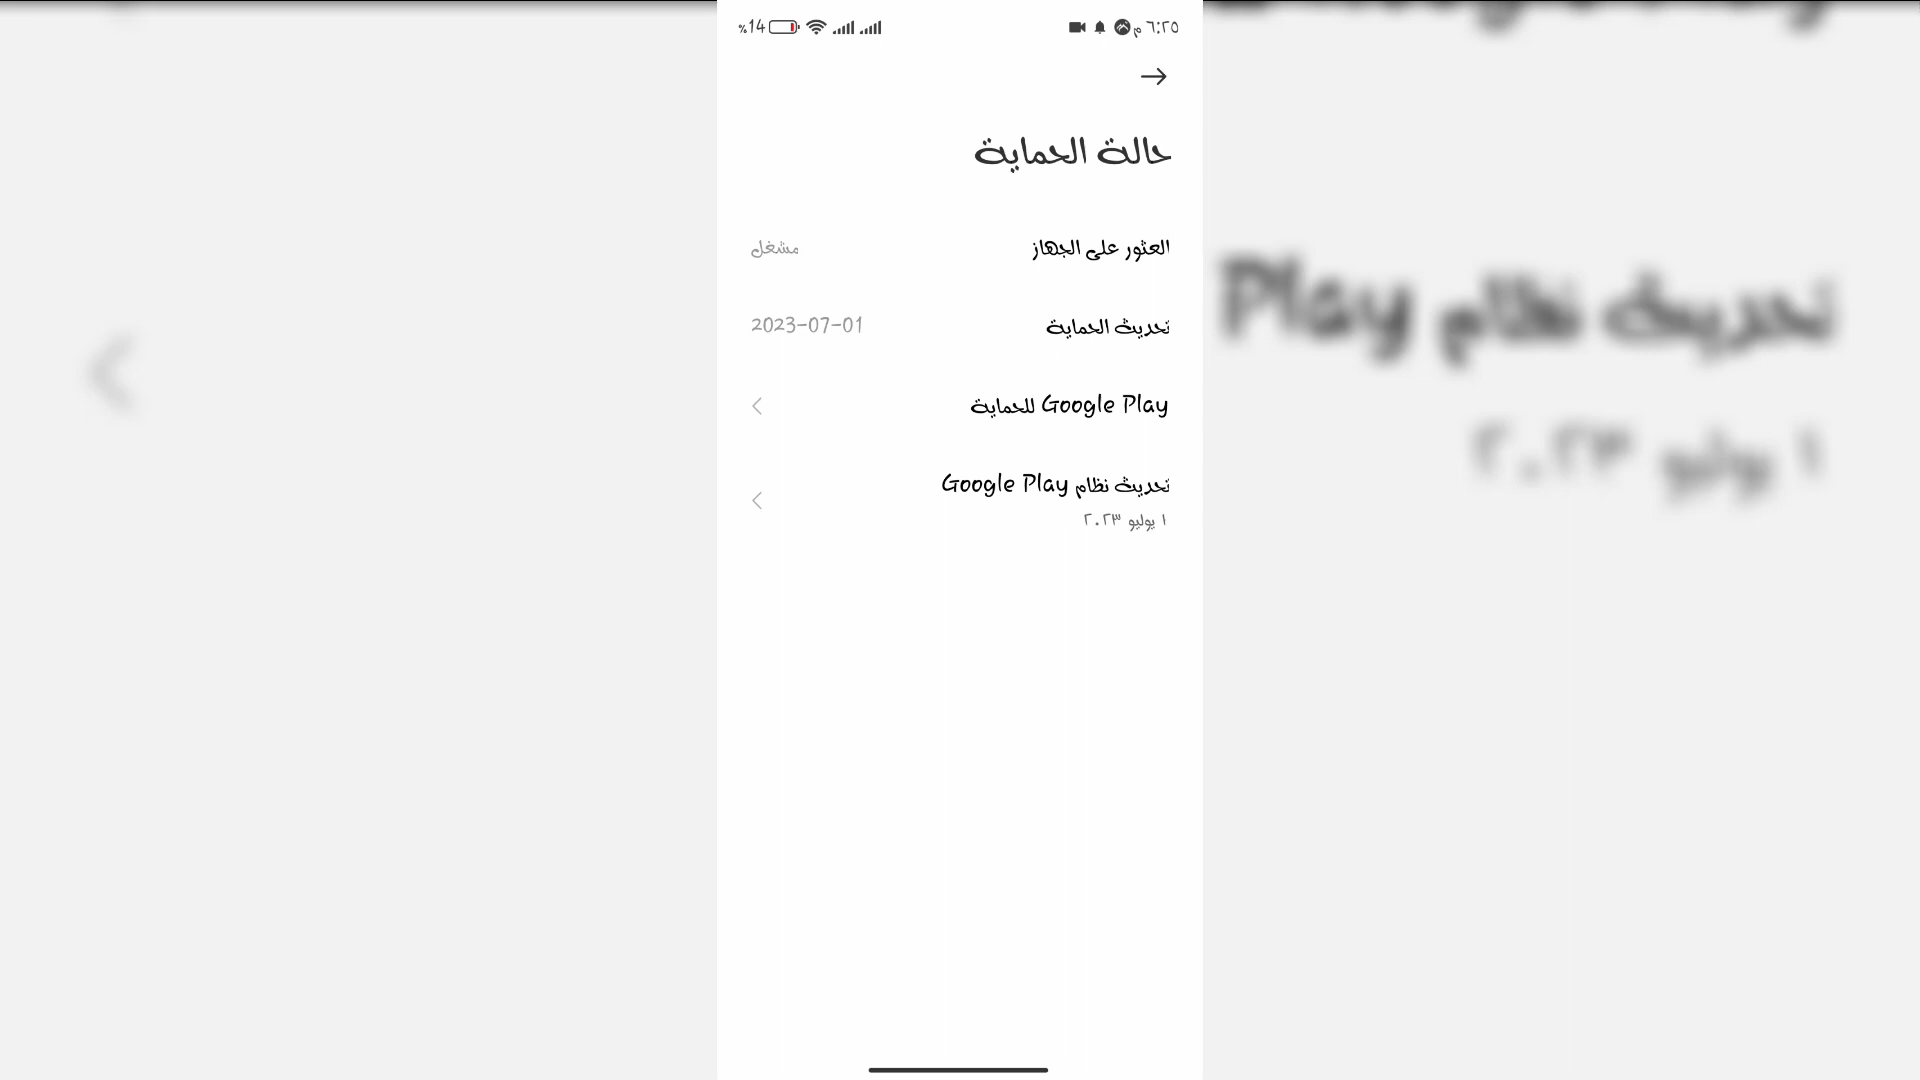 ٦:٢٥ م
%14
حالة الحماية
العثور على الجهاز
مشغل
تحديث الحماية
2023-07-01
Google Play للحماية
تحديث نظام Google Play
١ يوليو ٢٠٢٣
تحديث نظام Play
١ يوليو ٢٠٢٣